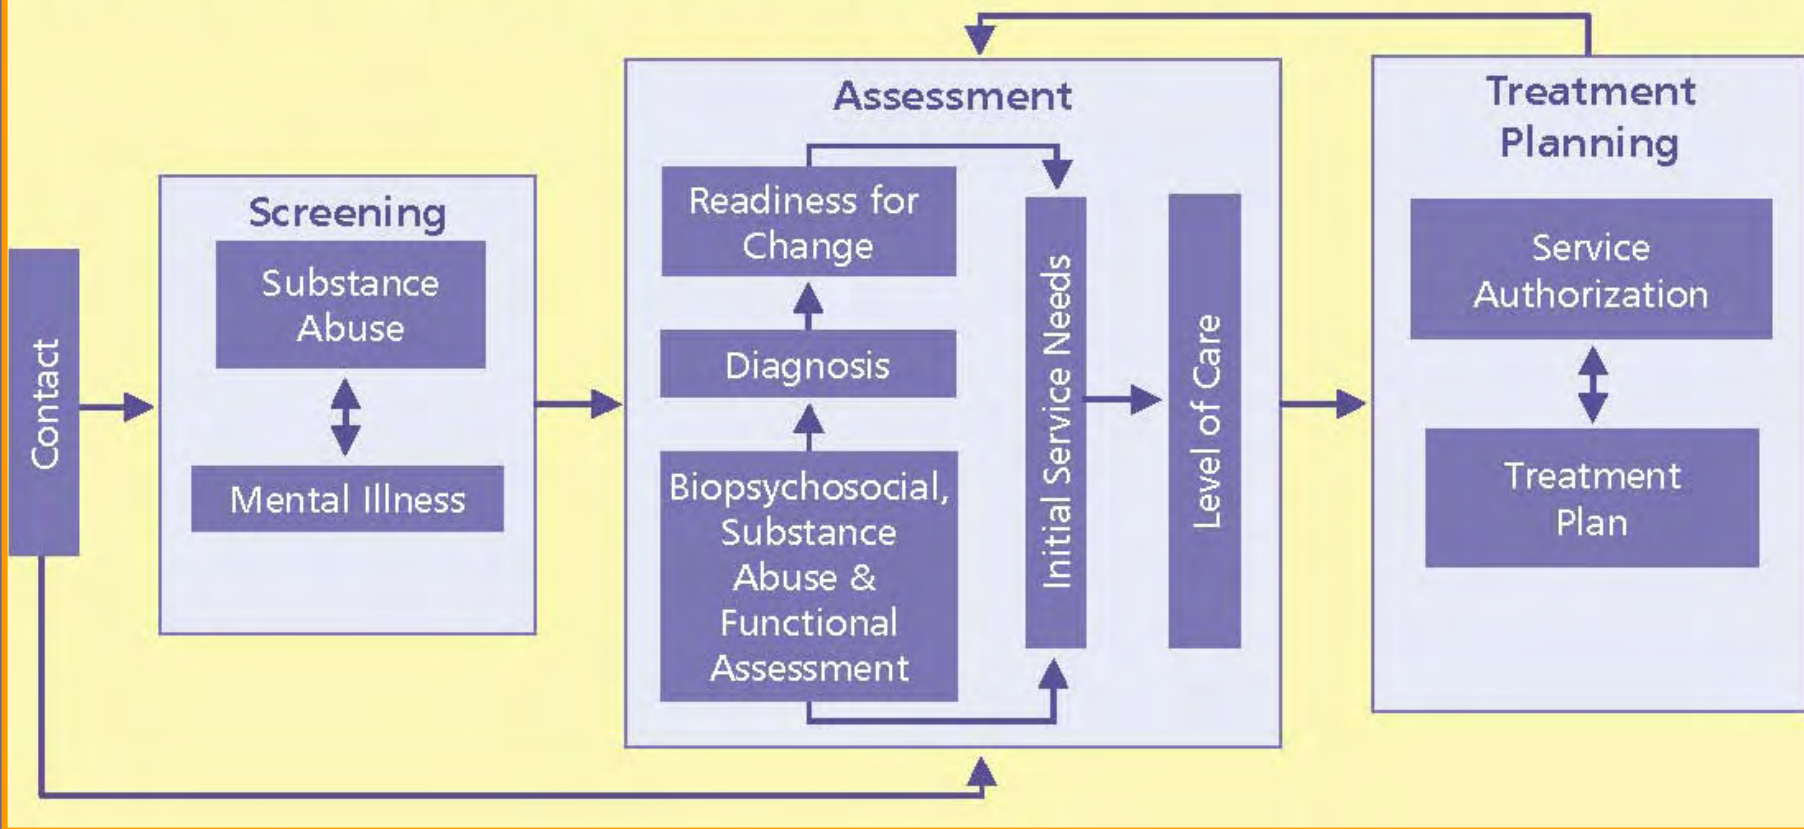 Contact
Screening
Substance
Abuse
Mental Illness
Assessment
Readiness for
Change
Diagnosis
Biopsychosocial,
Substance
Abuse &
Functional
Assessment
Initial Service Needs
Level of Care
Treatment
Planning
Service
Authorization
Treatment
Plan